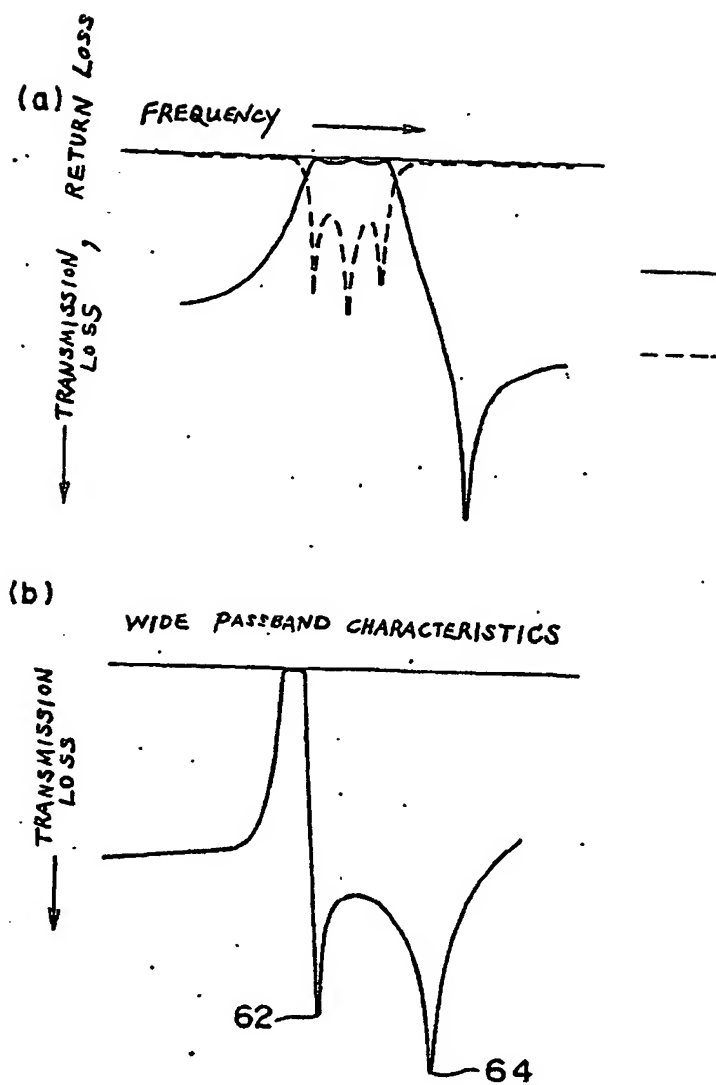 (a)
FREQUENCY
TRANSMISSION LOSS, RETURN LOSS
(b)
WIDE PASSBAND CHARACTERISTICS
TRANSMISSION
LOSS
62
64